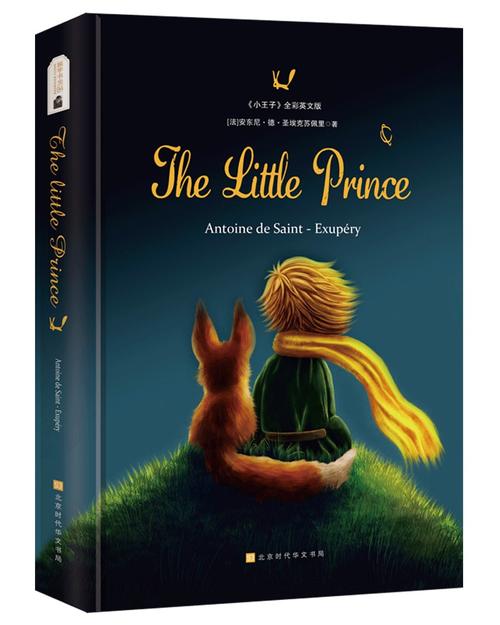 《小王子》全彩英文版
[法]安东尼·德·圣埃克苏佩里◎著
The Little Prince
Antoine de Saint - Exupéry
北京时代华文书局
The little Prince
Antoine de Saint - Exupéry
北京时代华文书局